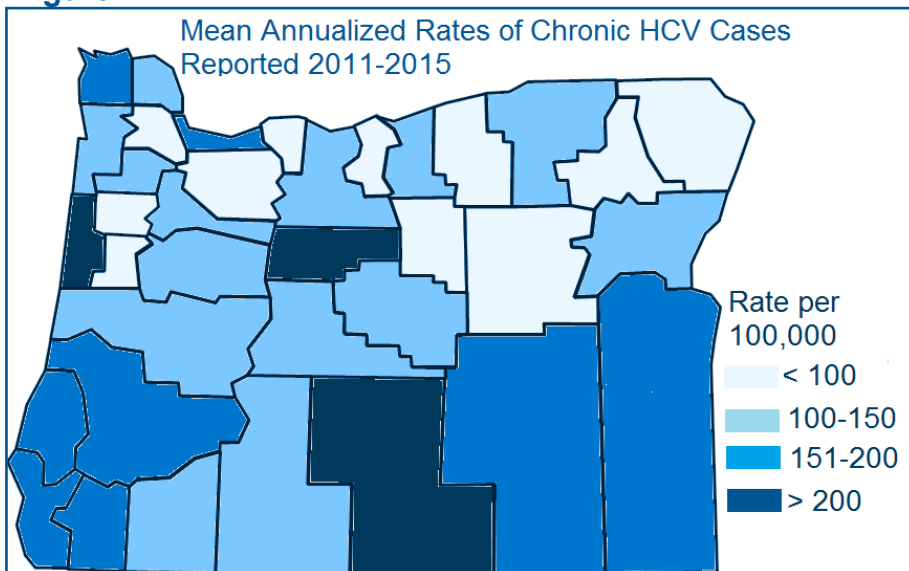 Mean Annualized Rates of Chronic HCV Cases
Reported 2011-2015
Rate per
100,000
< 100
100-150
151-200
> 200